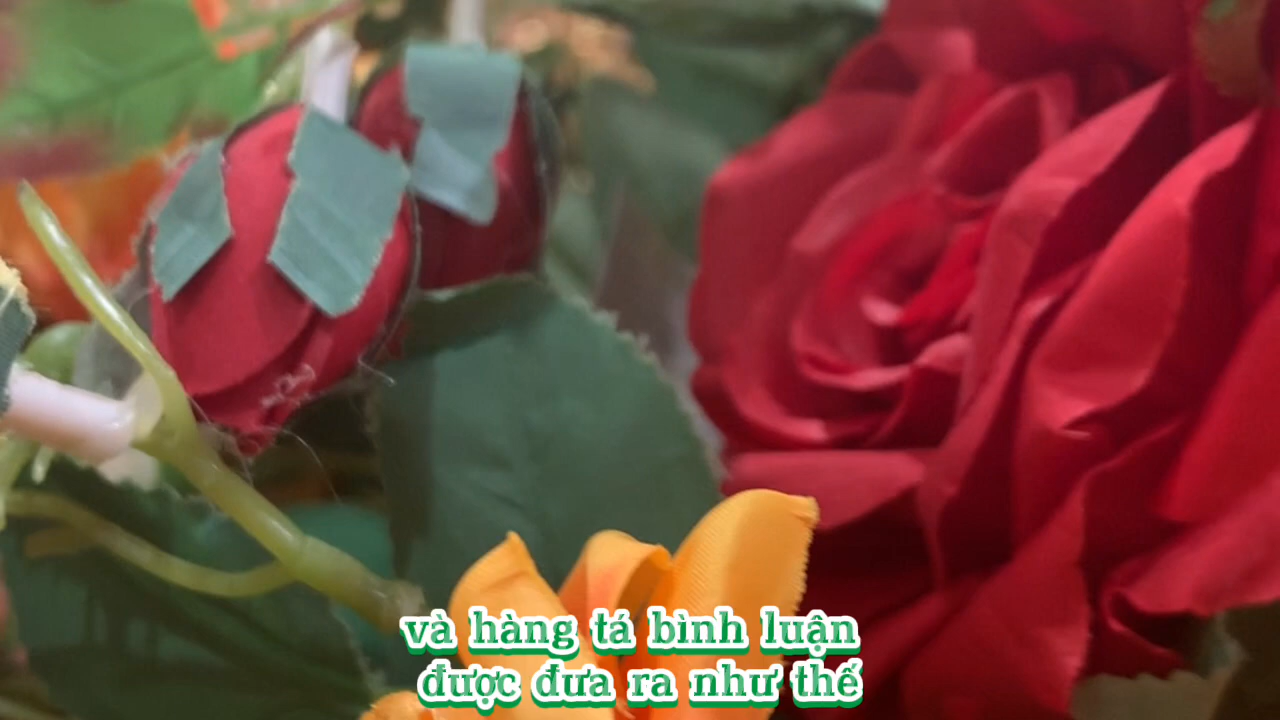 và hàng tá bình luận
được đưa ra như thế